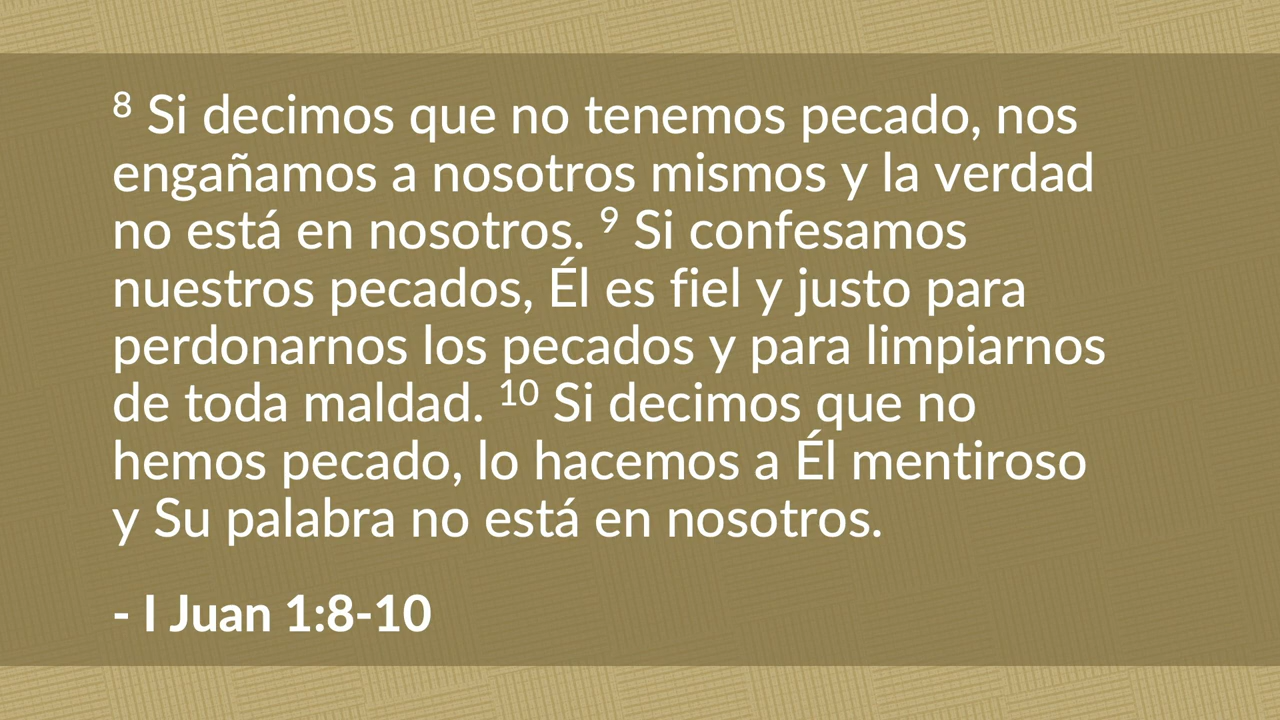 8 Si decimos que no tenemos pecado, nos
engañamos a nosotros mismos y la verdad
no está en nosotros. 9 Si confesamos
nuestros pecados, Él es fiel y justo para
perdonarnos los pecados y para limpiarnos
de toda maldad. 10 Si decimos que no
hemos pecado, lo hacemos a Él mentiroso
y Su palabra no está en nosotros.
- I Juan 1:8-10